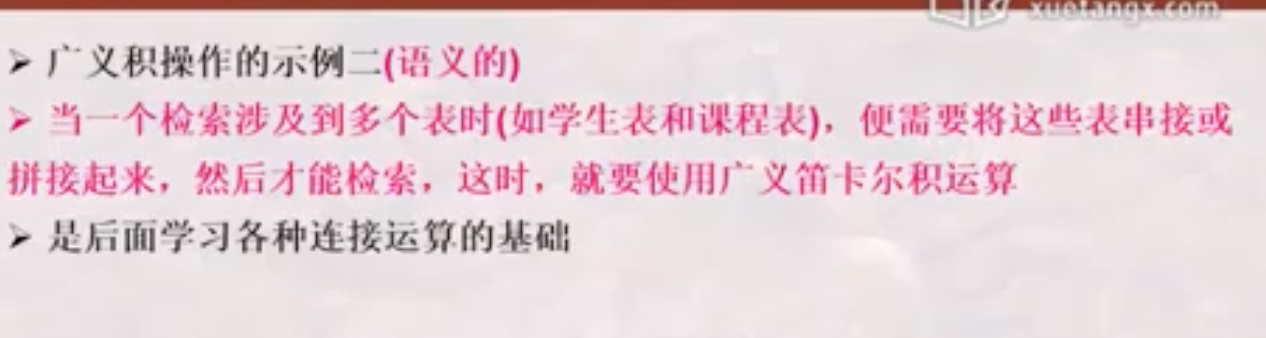 xuetangx.com
➢ 广义积操作的示例二(语义的)
➢ 当一个检索涉及到多个表时(如学生表和课程表)，便需要将这些表串接或
拼接起来，然后才能检索，这时，就要使用广义笛卡尔积运算
➢ 是后面学习各种连接运算的基础